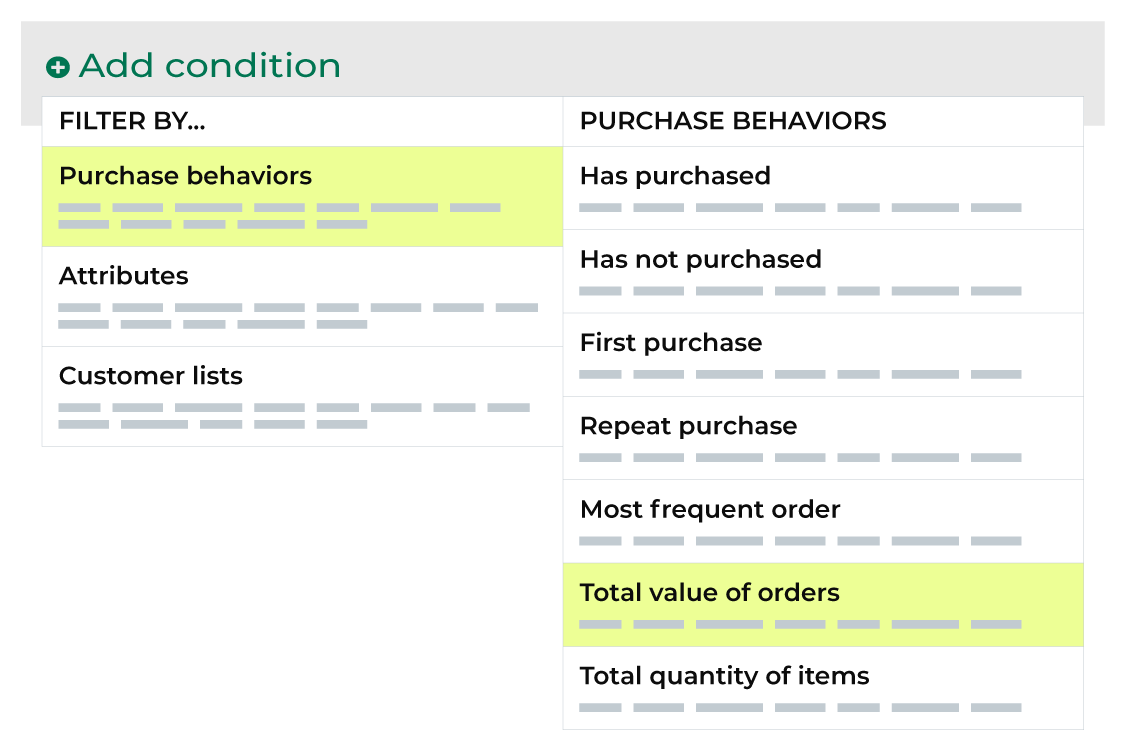 Add condition
FILTER BY...
Purchase behaviors
Attributes
Customer lists
PURCHASE BEHAVIORS
Has purchased
Has not purchased
First purchase
Repeat purchase
Most frequent order
Total value of orders
Total quantity of items